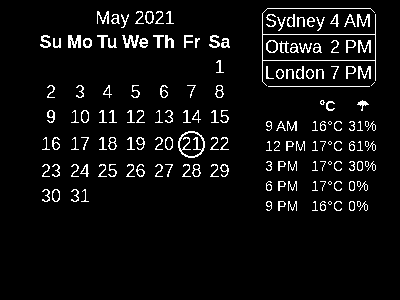 May 2021
Su Mo Tu We Th Fr Sa
1
2 3 4 5 6 7 8
9 10 11 12 13 14 15
16 17 18 19 20 21 22
23 24 25 26 27 28 29
30 31
Sydney 4 AM
Ottawa 2 PM
London 7 PM
°C ☂
9 AM 16°C 31%
12 PM 17°C 61%
3 PM 17°C 30%
6 PM 17°C 0%
9 PM 16°C 0%